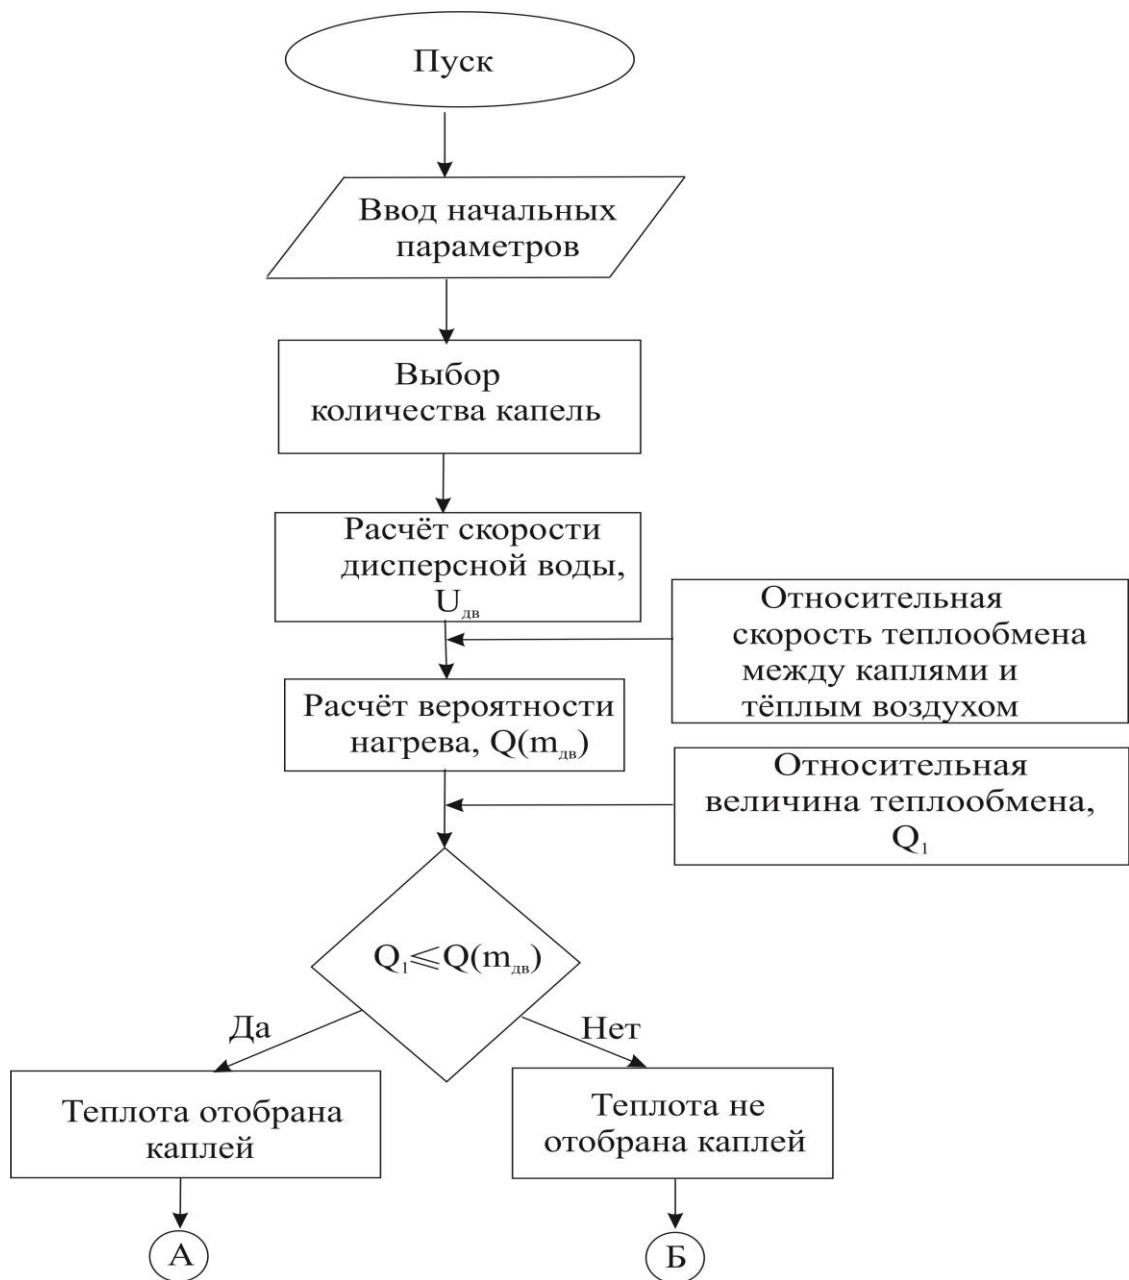 Пуск
Ввод начальных
параметров
Выбор
количества капель
Расчёт скорости
дисперсной воды,
Uдв
Относительная
скорость теплообмена
между каплями и
тёплым воздухом
Расчёт вероятности
нагрева, Q(mдв)
Относительная
величина теплообмена,
Q1
Q1⩽Q(mдв)
Да
Нет
Теплота отобрана
каплей
Теплота не
отобрана каплей
А
Б